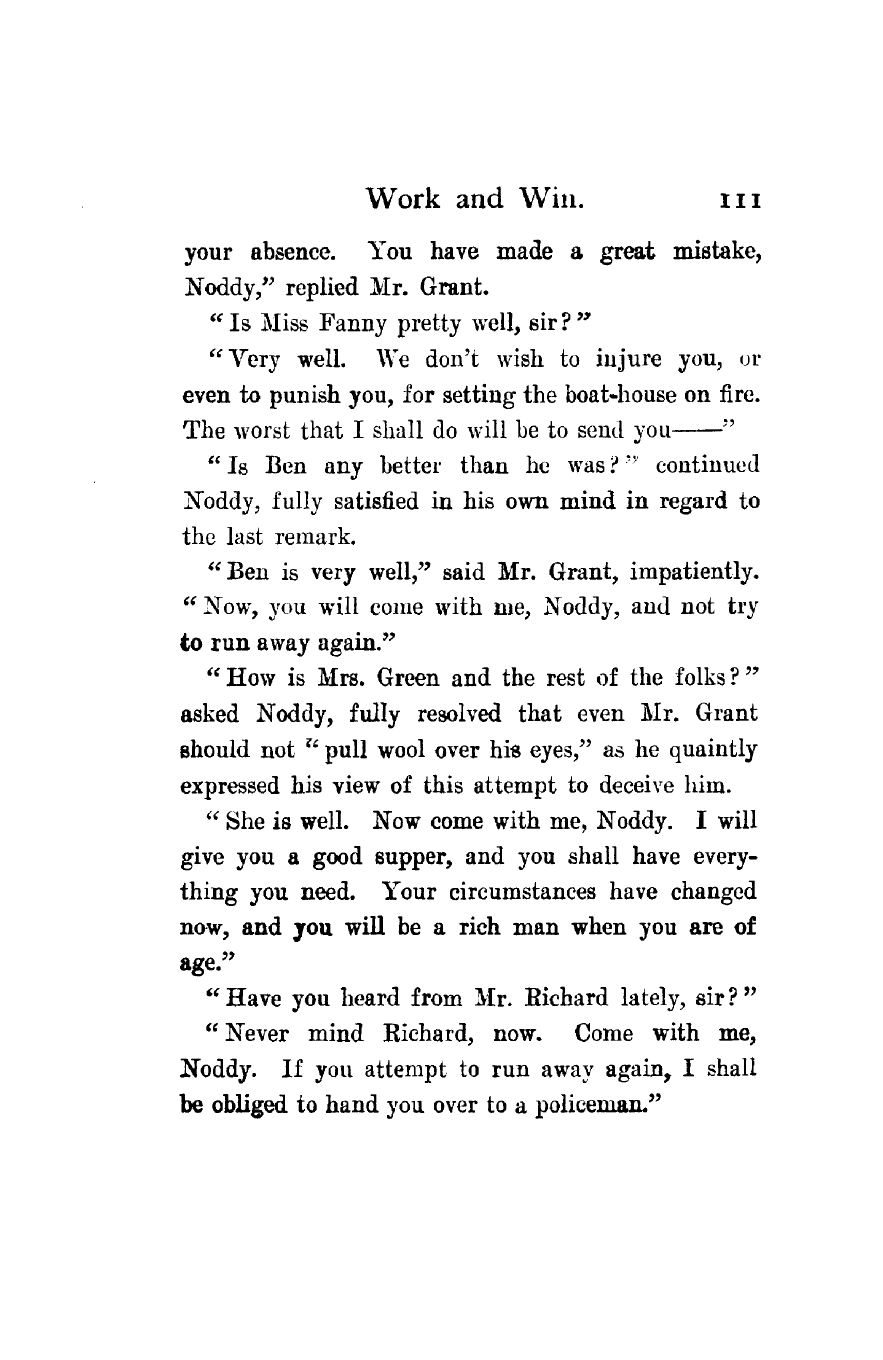 Work and Win. 111
your absence. You have made a great mistake,
Noddy,” replied Mr. Grant.
“Is Miss Fanny pretty well, sir?”
“Very well. We don’t wish to injure you, or
even to punish you, for setting the boat-house on fire.
The worst that I shall do will be to send you——”
“Is Ben any better than he was?” continued
Noddy, fully satisfied in his own mind in regard to
the last remark.
“Ben is very well,” said Mr. Grant, impatiently.
“Now, you will come with me, Noddy, and not try
to run away again.”
“How is Mrs. Green and the rest of the folks?”
asked Noddy, fully resolved that even Mr. Grant
should not “pull wool over his eyes,” as he quaintly
expressed his view of this attempt to deceive him.
“She is well. Now come with me, Noddy. I will
give you a good supper, and you shall have every-
thing you need. Your circumstances have changed
now, and you will be a rich man when you are of
age.”
“Have you heard from Mr. Richard lately, sir?”
“Never mind Richard, now. Come with me,
Noddy. If you attempt to run away again, I shall
be obliged to hand you over to a policeman.”